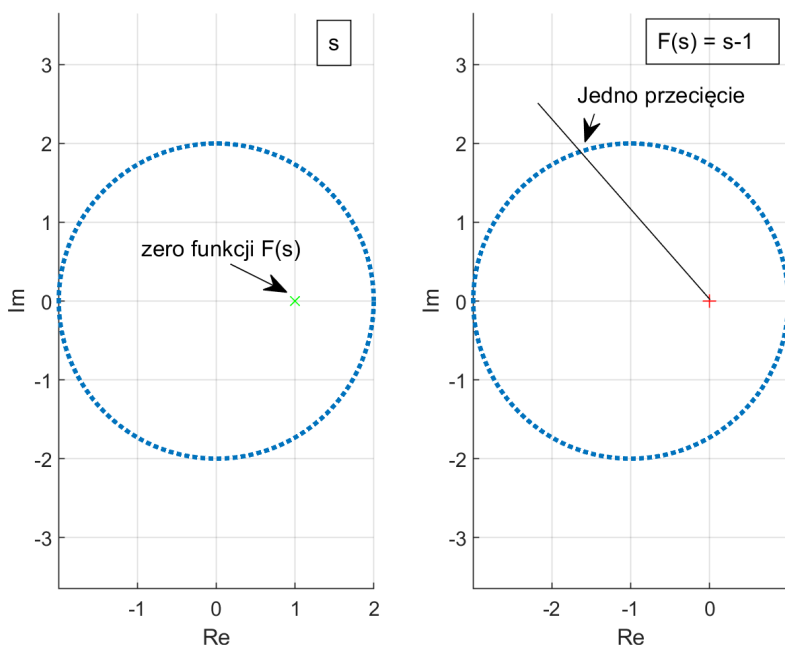 s
zero funkcji F(s)
3
2
1
0
-1
-2
-3
Im
-1
0
1
2
Re
F(s) = s-1
Jedno przecięcie
3
2
1
0
-1
-2
-3
Im
-2
-1
0
Re